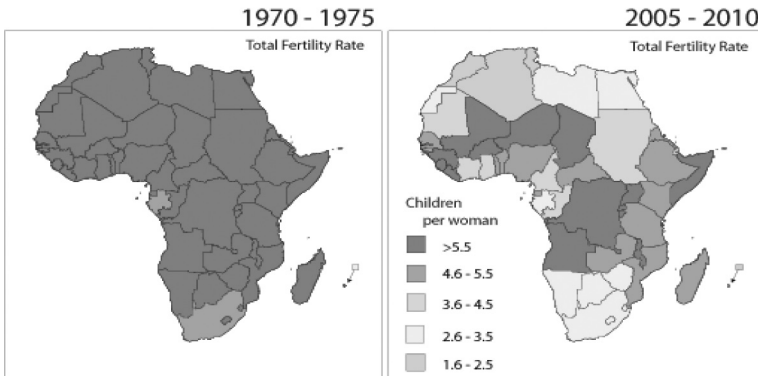 1970 - 1975
Total Fertility Rate
2005 - 2010
Total Fertility Rate
Children
per woman
>5.5
4.6 - 5.5
3.6 - 4.5
2.6 - 3.5
1.6 - 2.5